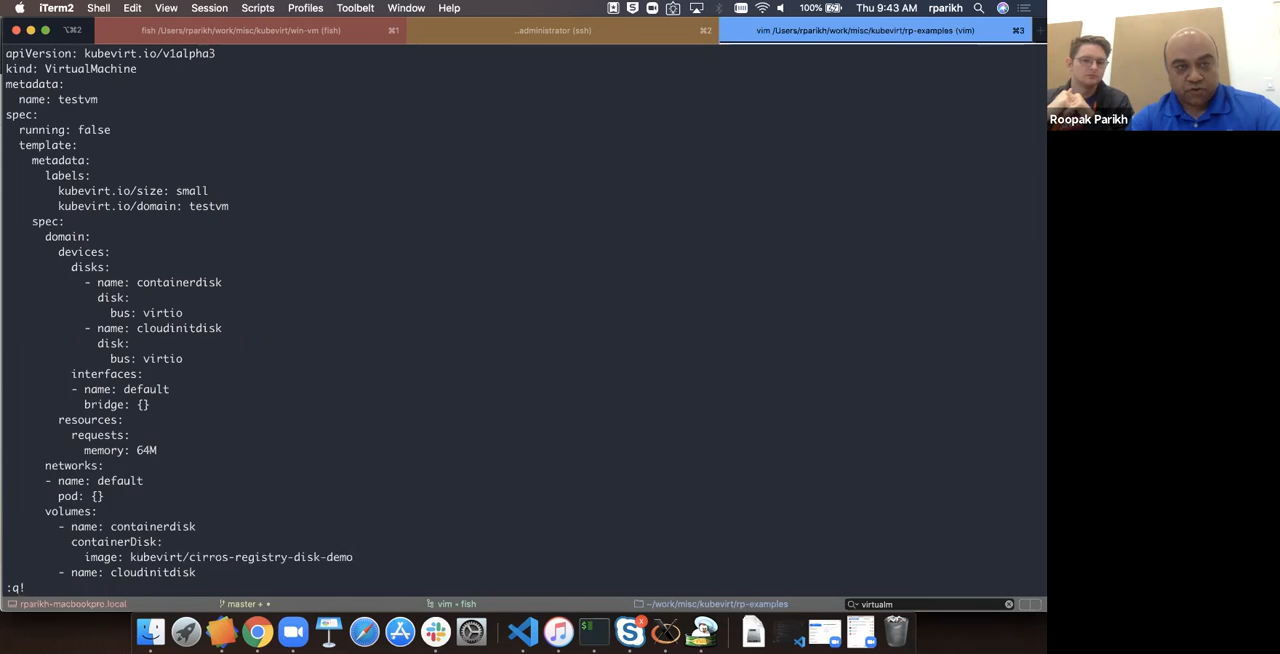 iTerm2 Shell Edit View Session Scripts Profiles Toolbelt Window Help 100% Thu 9:43 AM rparikh
⌥⌘2 fish /Users/rparikh/work/misc/kubevirt/win-vm (fish) ⌘1 ...administrator (ssh) ⌘2 vim /Users/rparikh/work/misc/kubevirt/rp-examples (vim) ⌘3
apiVersion: kubevirt.io/v1alpha3
kind: VirtualMachine
metadata:
  name: testvm
spec:
  running: false
  template:
    metadata:
      labels:
        kubevirt.io/size: small
        kubevirt.io/domain: testvm
    spec:
      domain:
        devices:
          disks:
            - name: containerdisk
              disk:
                bus: virtio
            - name: cloudinitdisk
              disk:
                bus: virtio
          interfaces:
          - name: default
            bridge: {}
        resources:
          requests:
            memory: 64M
      networks:
      - name: default
        pod: {}
      volumes:
        - name: containerdisk
          containerDisk:
            image: kubevirt/cirros-registry-disk-demo
        - name: cloudinitdisk
:q!
rparikh-macbookpro.local master + • vim • fish ~/work/misc/kubevirt/rp-examples virtualm
Roopak Parikh